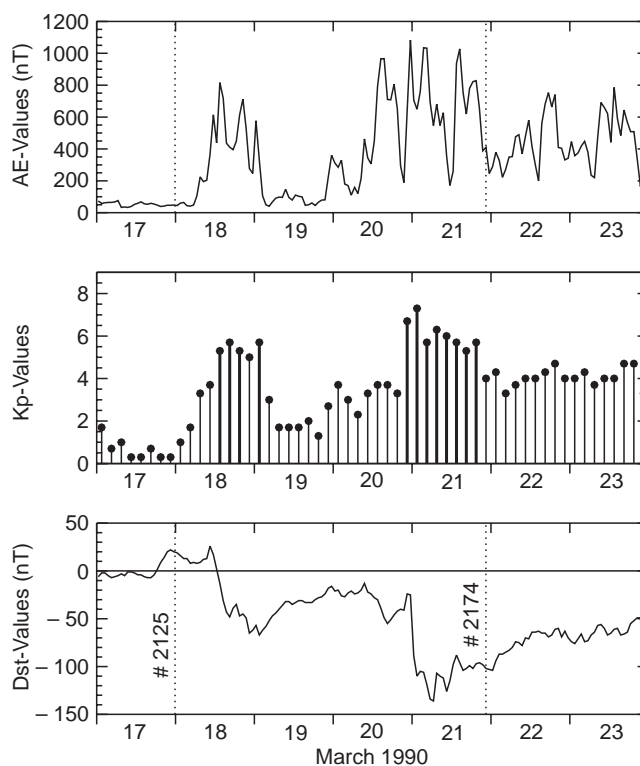 AE-Values (nT)
1200
1000
800
600
400
200
0
17 18 19 20 21 22 23
Kp-Values
8
6
4
2
0
17 18 19 20 21 22 23
Dst-Values (nT)
50
0
– 50
– 100
– 150
# 2125
# 2174
17 18 19 20 21 22 23
March 1990